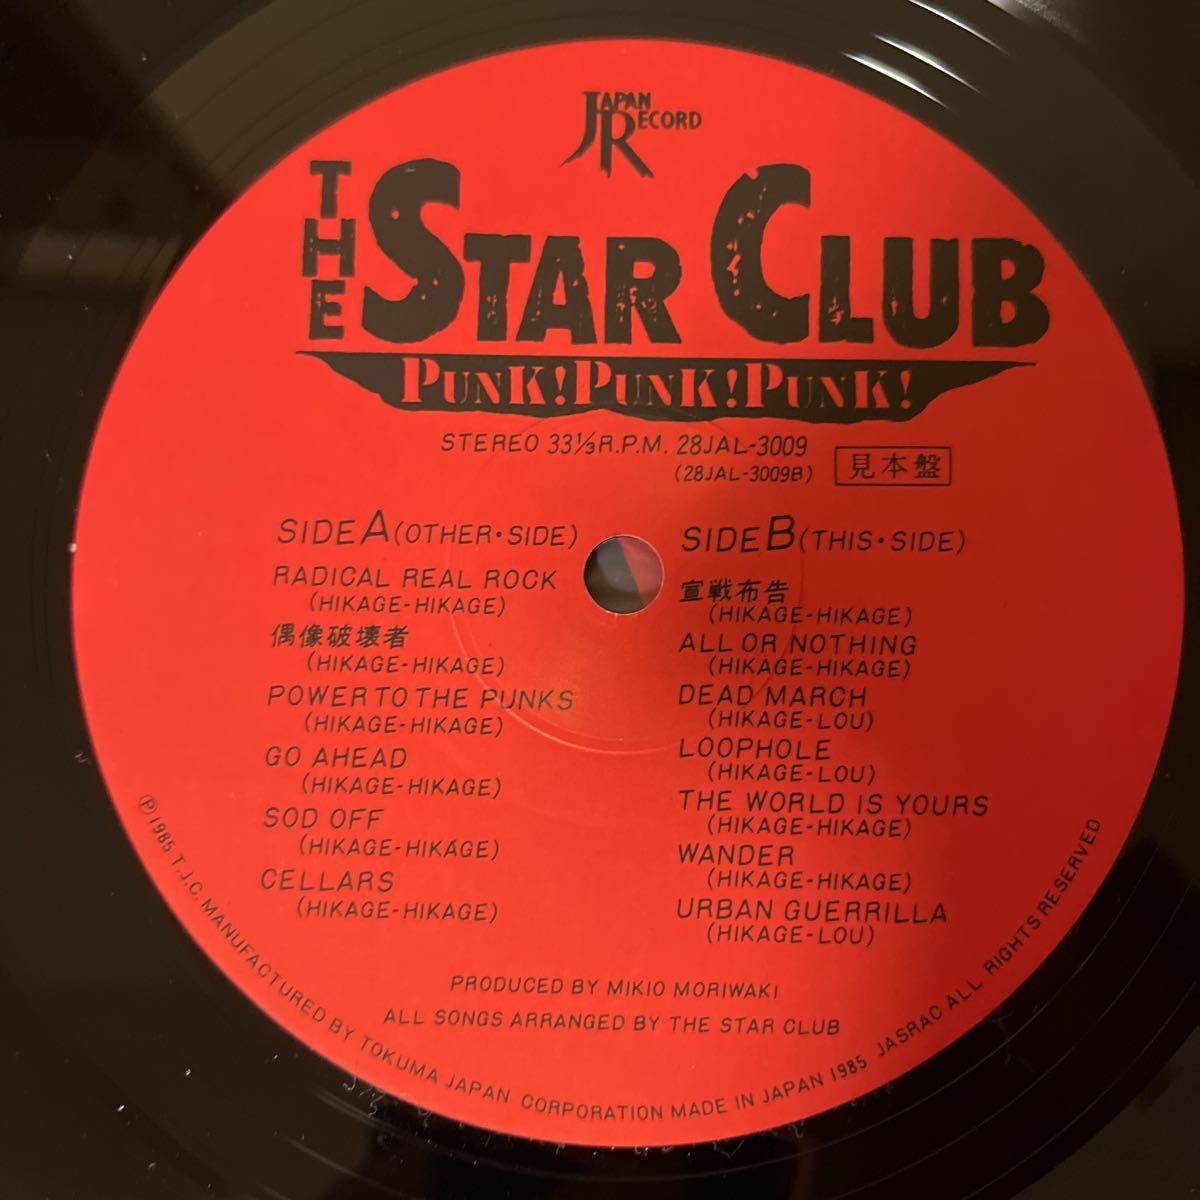 JAPAN RECORD
THE STAR CLUB
PUNK! PUNK! PUNK!
STEREO 33⅓ R.P.M. 28JAL-3009
(28JAL-3009B)
見本盤
SIDE A (OTHER・SIDE)
RADICAL REAL ROCK
(HIKAGE-HIKAGE)
偶像破壊者
(HIKAGE-HIKAGE)
POWER TO THE PUNKS
(HIKAGE-HIKAGE)
GO AHEAD
(HIKAGE-HIKAGE)
SOD OFF
(HIKAGE-HIKAGE)
CELLARS
(HIKAGE-HIKAGE)
SIDE B (THIS・SIDE)
宣戦布告
(HIKAGE-HIKAGE)
ALL OR NOTHING
(HIKAGE-HIKAGE)
DEAD MARCH
(HIKAGE-LOU)
LOOPHOLE
(HIKAGE-LOU)
THE WORLD IS YOURS
(HIKAGE-HIKAGE)
WANDER
(HIKAGE-HIKAGE)
URBAN GUERRILLA
(HIKAGE-LOU)
PRODUCED BY MIKIO MORIWAKI
ALL SONGS ARRANGED BY THE STAR CLUB
Ⓟ1985 T.J.C. MANUFACTURED BY TOKUMA JAPAN CORPORATION MADE IN JAPAN 1985 JASRAC ALL RIGHTS RESERVED